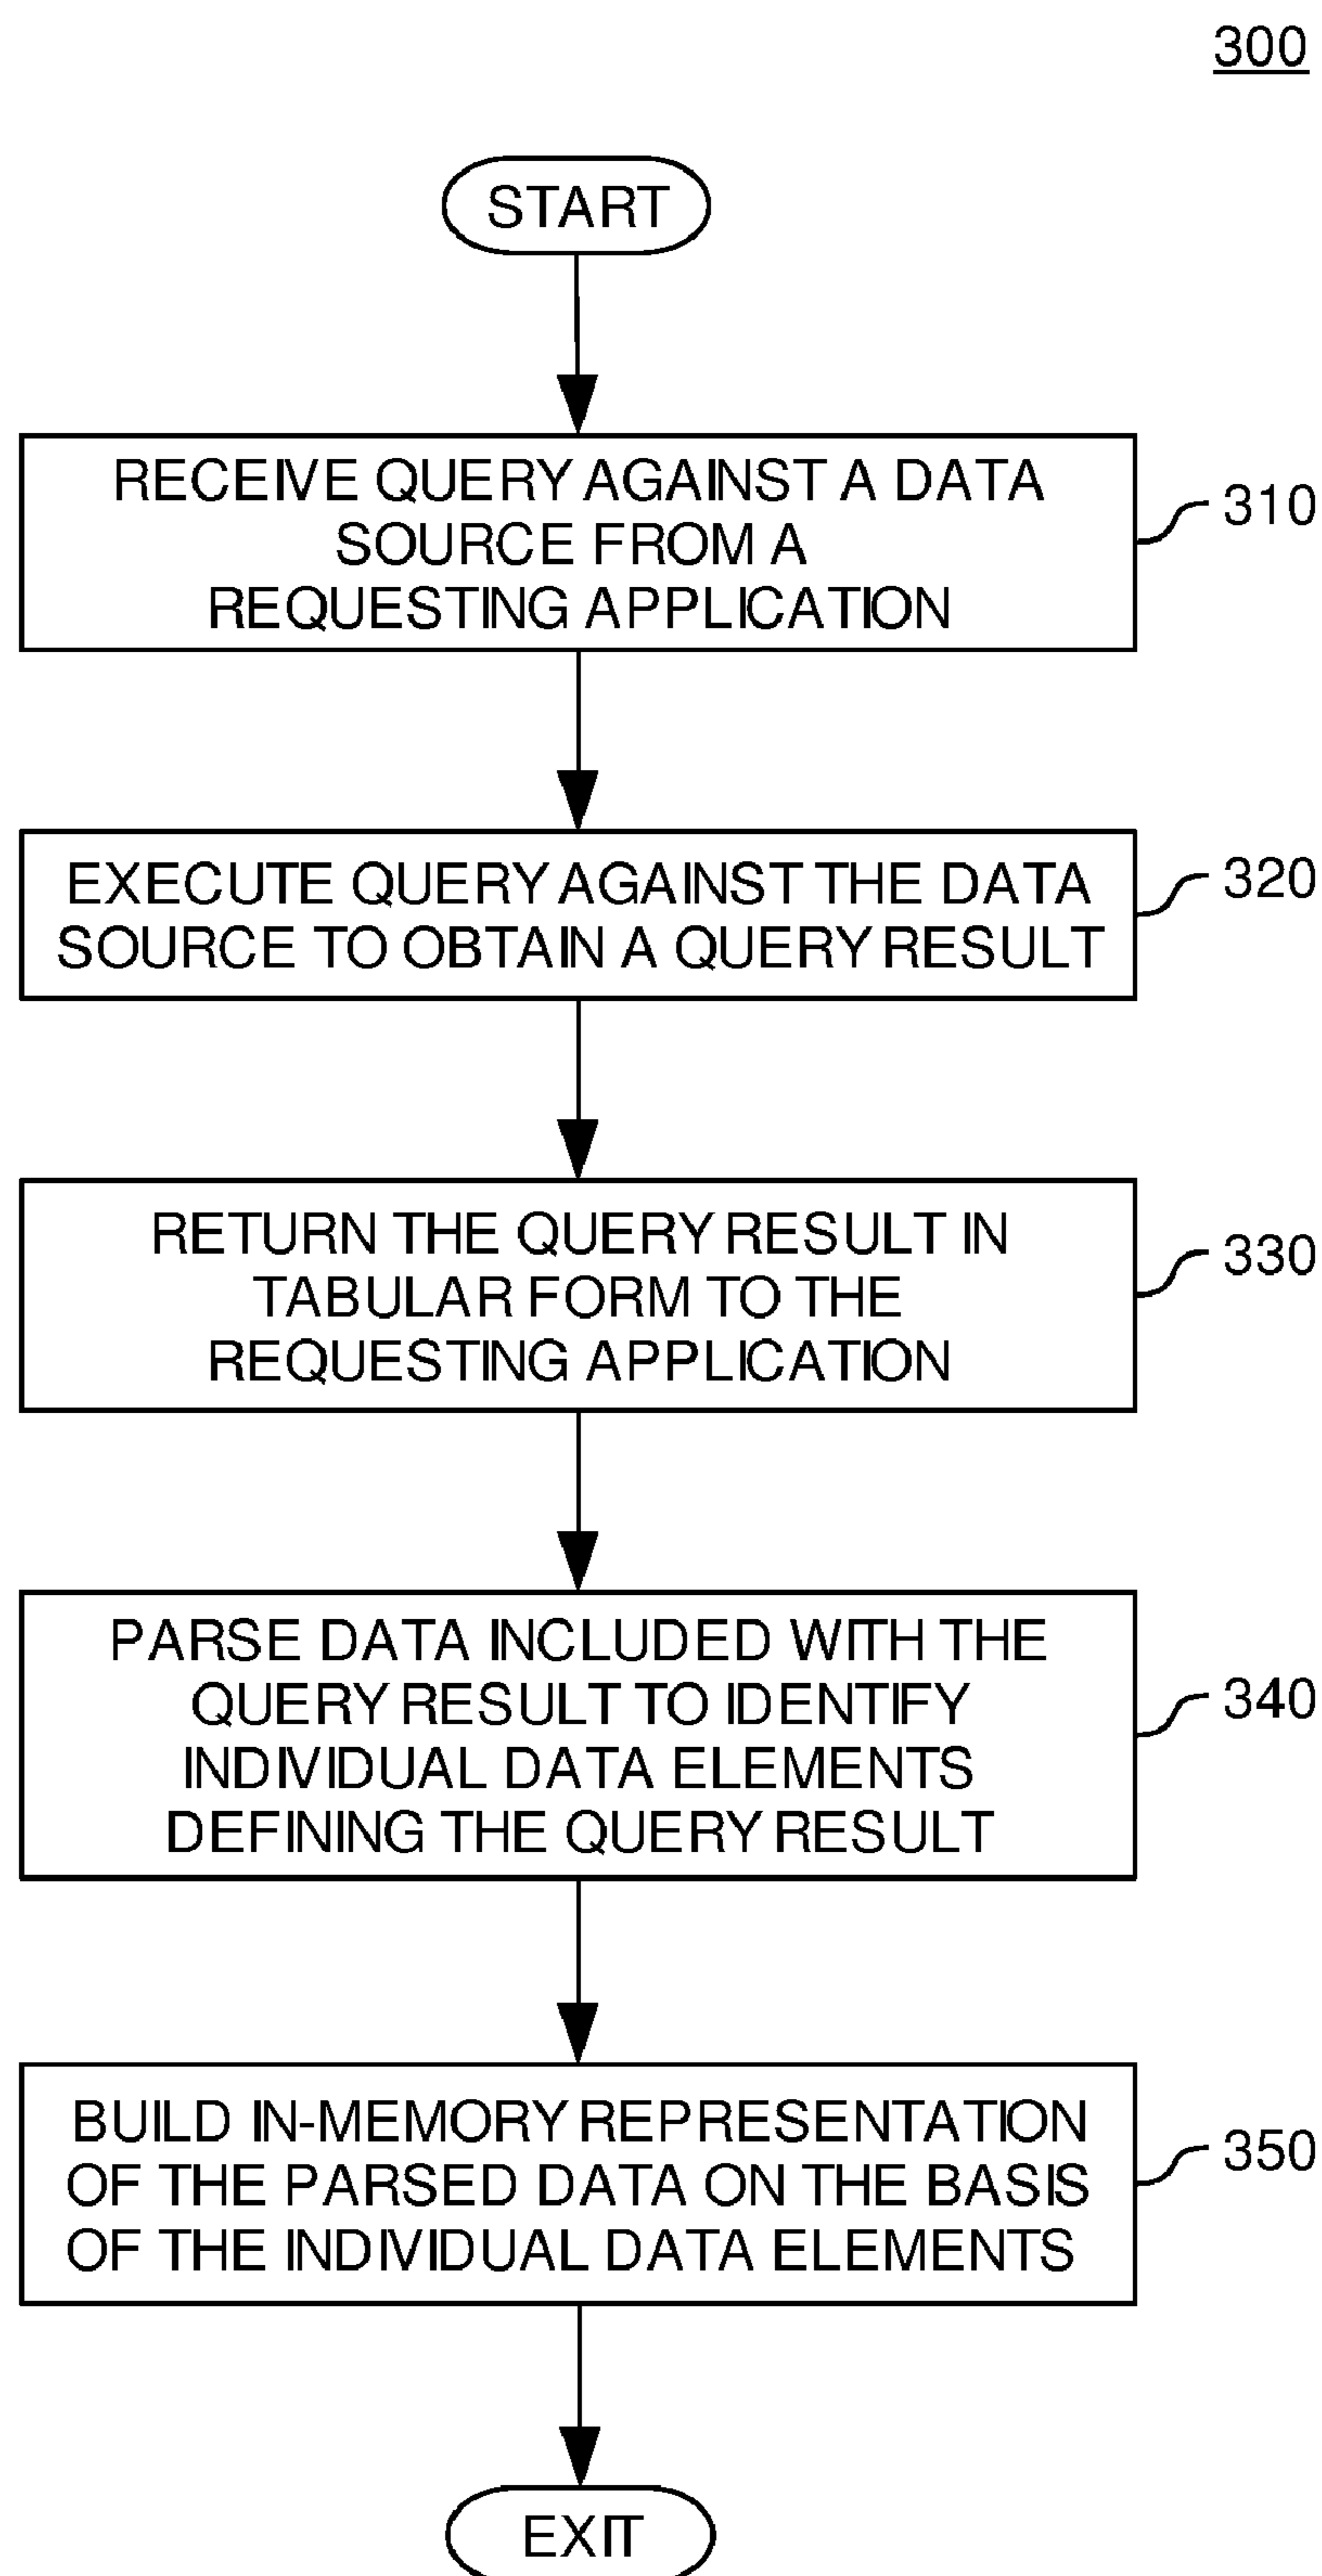 300
START
RECEIVE QUERY AGAINST A DATA
SOURCE FROM A
REQUESTING APPLICATION
310
EXECUTE QUERY AGAINST THE DATA
SOURCE TO OBTAIN A QUERY RESULT
320
RETURN THE QUERY RESULT IN
TABULAR FORM TO THE
REQUESTING APPLICATION
330
PARSE DATA INCLUDED WITH THE
QUERY RESULT TO IDENTIFY
INDIVIDUAL DATA ELEMENTS
DEFINING THE QUERY RESULT
340
BUILD IN-MEMORY REPRESENTATION
OF THE PARSED DATA ON THE BASIS
OF THE INDIVIDUAL DATA ELEMENTS
350
EXIT